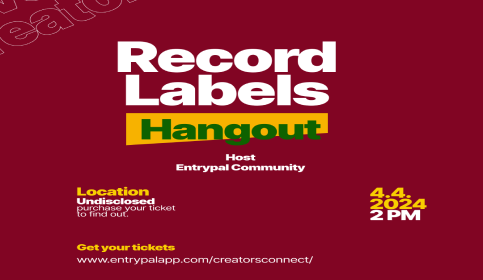 Record
Labels
Hangout
Host
Entrypal Community
Location
Undisclosed
purchase your ticket
to find out.
4.4.
2024
2 PM
Get your tickets
www.entrypalapp.com/creatorsconnect/